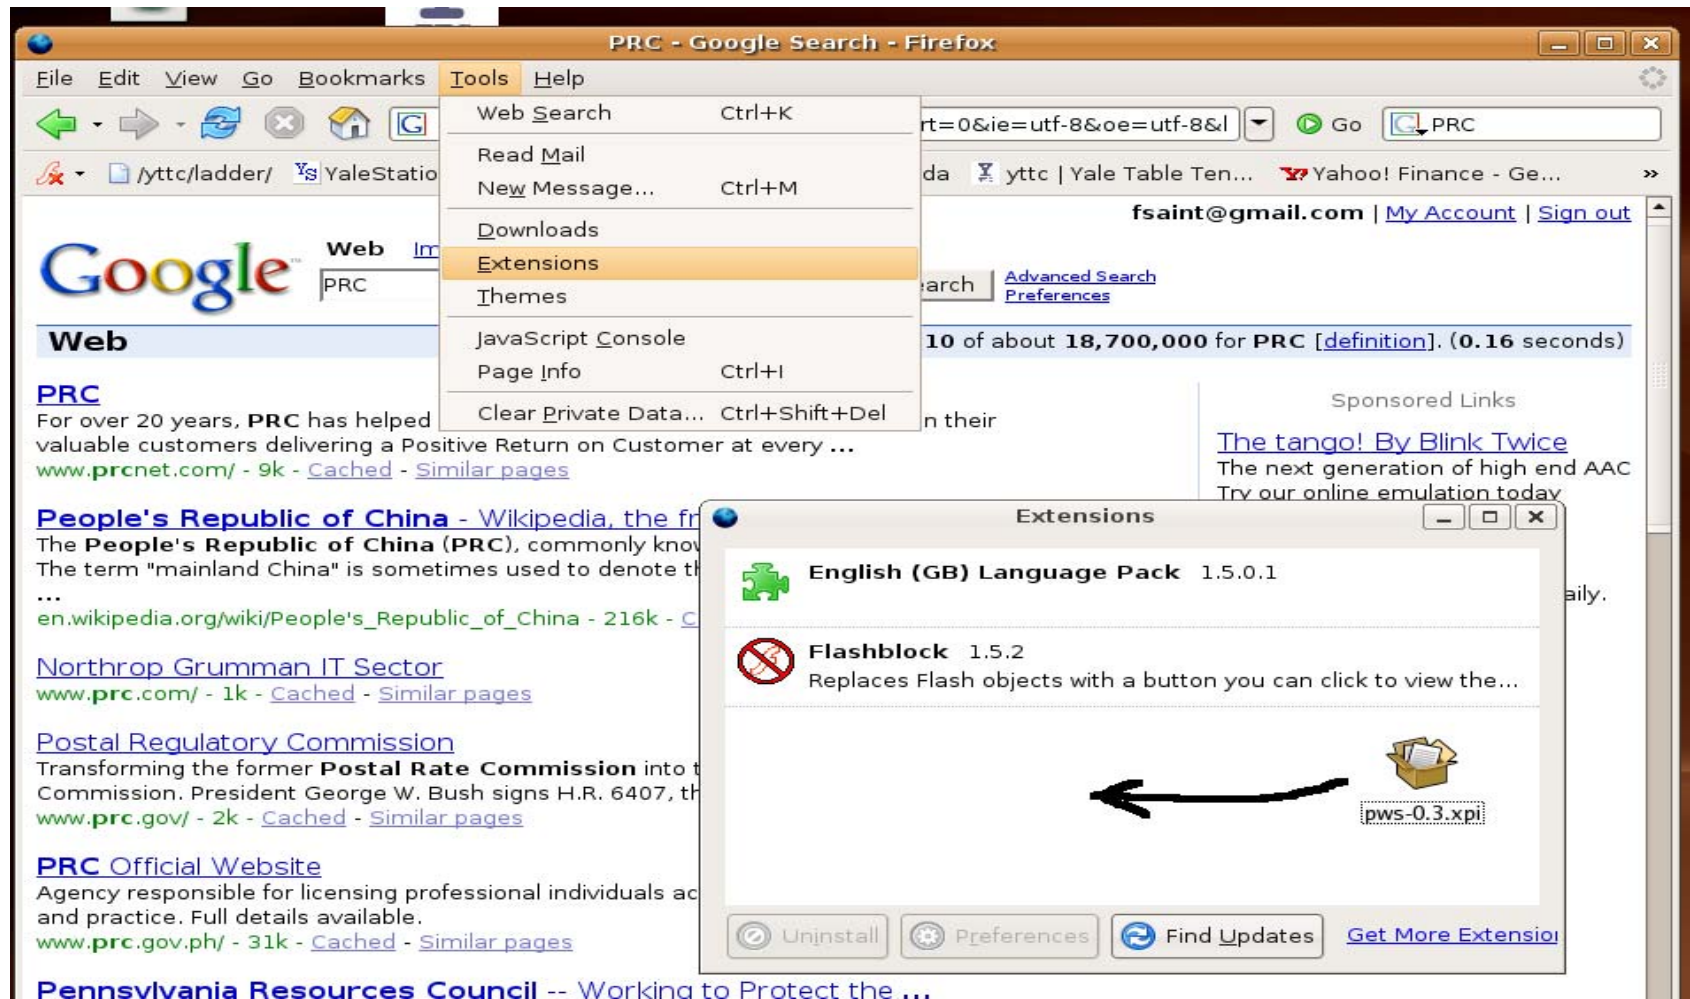 PRC - Google Search - Firefox
File Edit View Go Bookmarks Tools Help
rt=0&ie=utf-8&oe=utf-8&l Go PRC
/yttc/ladder/ YaleStatio da yttc | Yale Table Ten... Yahoo! Finance - Ge... »
Web Search Ctrl+K
Read Mail
New Message... Ctrl+M
Downloads
Extensions
Themes
JavaScript Console
Page Info Ctrl+I
Clear Private Data... Ctrl+Shift+Del
fsaint@gmail.com | My Account | Sign out
Google™ Web Im
PRC arch Advanced Search
Preferences
Web 10 of about 18,700,000 for PRC [definition]. (0.16 seconds)
PRC
For over 20 years, PRC has helped n their
valuable customers delivering a Positive Return on Customer at every ...
www.prcnet.com/ - 9k - Cached - Similar pages
People's Republic of China - Wikipedia, the fr
The People's Republic of China (PRC), commonly know
The term "mainland China" is sometimes used to denote th
...
en.wikipedia.org/wiki/People's_Republic_of_China - 216k - C
Northrop Grumman IT Sector
www.prc.com/ - 1k - Cached - Similar pages
Postal Regulatory Commission
Transforming the former Postal Rate Commission into t
Commission. President George W. Bush signs H.R. 6407, th
www.prc.gov/ - 2k - Cached - Similar pages
PRC Official Website
Agency responsible for licensing professional individuals ac
and practice. Full details available.
www.prc.gov.ph/ - 31k - Cached - Similar pages
Pennsylvania Resources Council -- Working to Protect the ...
Sponsored Links
The tango! By Blink Twice
The next generation of high end AAC
Try our online emulation today
aily.
Extensions
English (GB) Language Pack 1.5.0.1
Flashblock 1.5.2
Replaces Flash objects with a button you can click to view the...
pws-0.3.xpi
Uninstall Preferences Find Updates Get More Extension